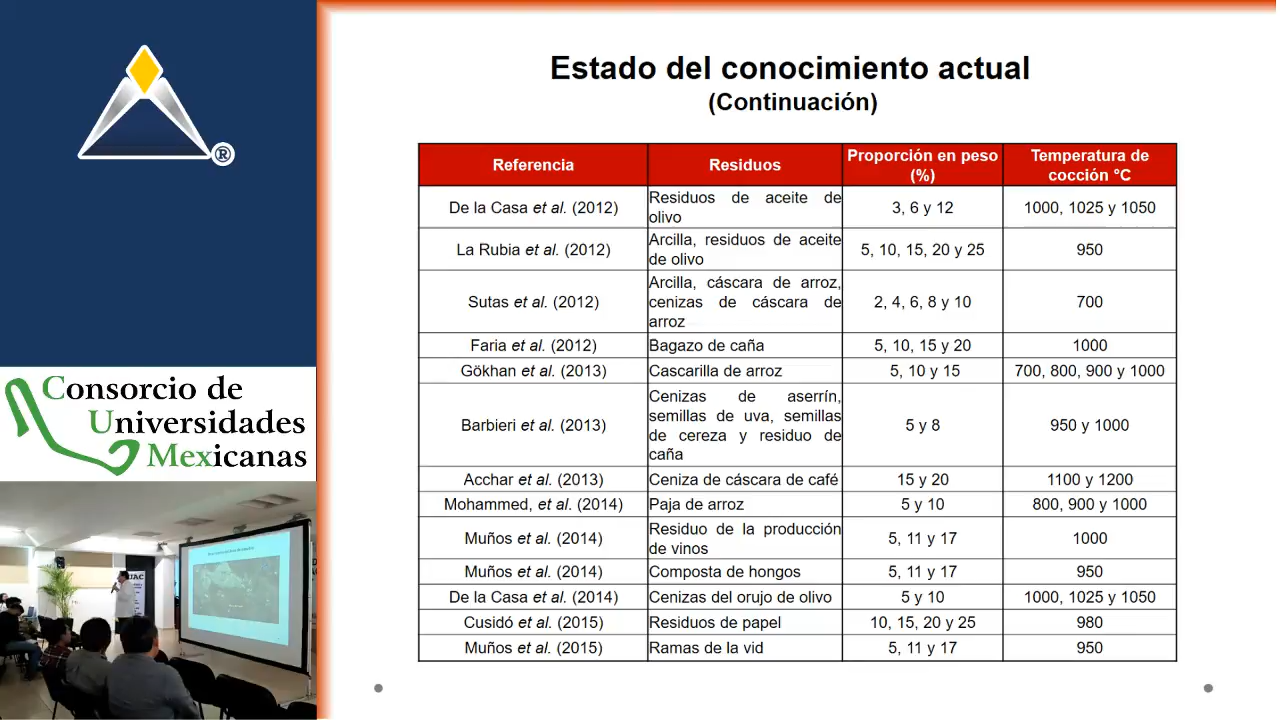 ®
Consorcio de
Universidades
Mexicanas
Estado del conocimiento actual
(Continuación)
Referencia
Residuos
Proporción en peso
(%)
Temperatura de
cocción °C
De la Casa et al. (2012)
Residuos de aceite de
olivo
3, 6 y 12
1000, 1025 y 1050
La Rubia et al. (2012)
Arcilla, residuos de aceite
de olivo
5, 10, 15, 20 y 25
950
Sutas et al. (2012)
Arcilla, cáscara de arroz,
cenizas de cáscara de
arroz
2, 4, 6, 8 y 10
700
Faria et al. (2012)
Bagazo de caña
5, 10, 15 y 20
1000
Gökhan et al. (2013)
Cascarilla de arroz
5, 10 y 15
700, 800, 900 y 1000
Barbieri et al. (2013)
Cenizas de aserrín,
semillas de uva, semillas
de cereza y residuo de
caña
5 y 8
950 y 1000
Acchar et al. (2013)
Ceniza de cáscara de café
15 y 20
1100 y 1200
Mohammed, et al. (2014)
Paja de arroz
5 y 10
800, 900 y 1000
Muños et al. (2014)
Residuo de la producción
de vinos
5, 11 y 17
1000
Muños et al. (2014)
Composta de hongos
5, 11 y 17
950
De la Casa et al. (2014)
Cenizas del orujo de olivo
5 y 10
1000, 1025 y 1050
Cusidó et al. (2015)
Residuos de papel
10, 15, 20 y 25
980
Muños et al. (2015)
Ramas de la vid
5, 11 y 17
950